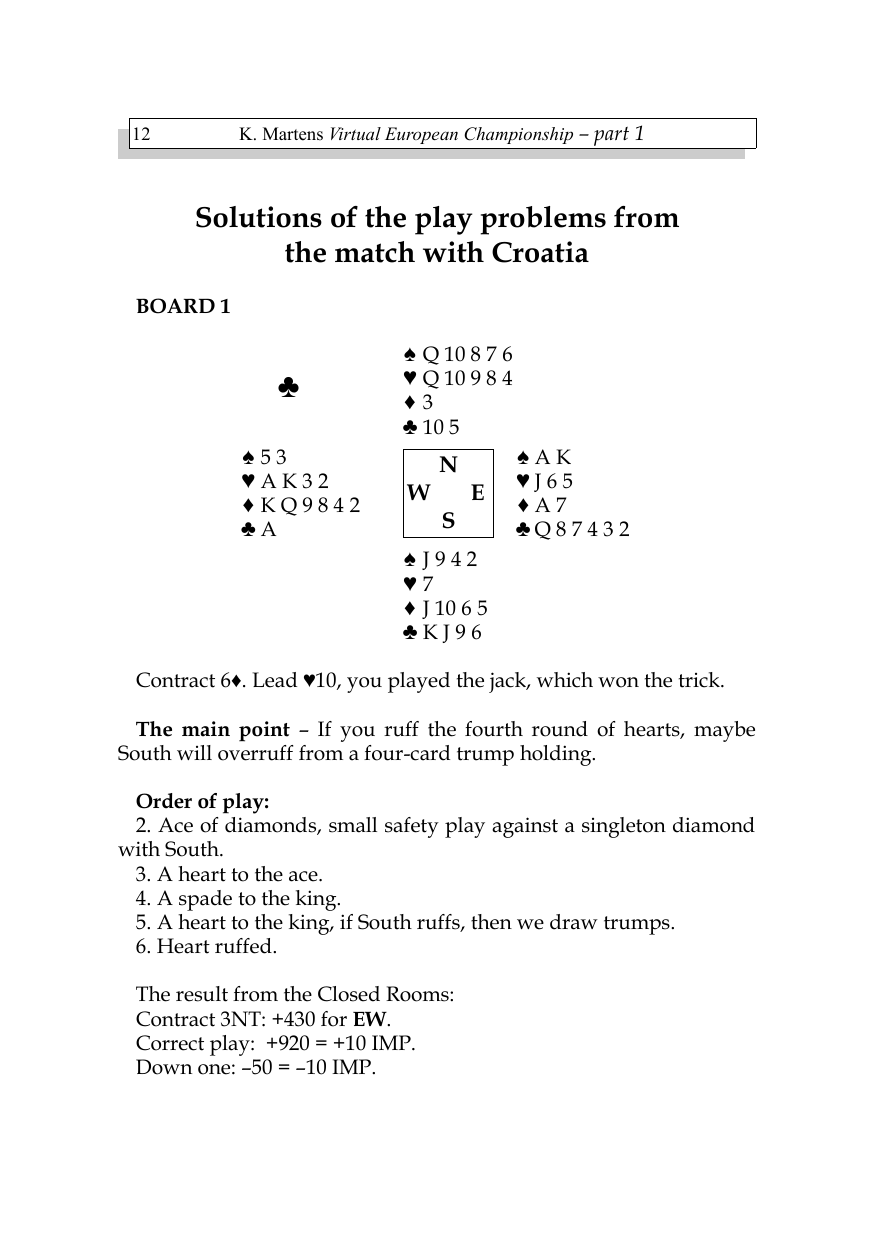 12 K. Martens Virtual European Championship – part 1
Solutions of the play problems from
the match with Croatia
BOARD 1
♣
♠ Q 10 8 7 6
♥ Q 10 9 8 4
♦ 3
♣ 10 5
♠ 5 3
♥ A K 3 2
♦ K Q 9 8 4 2
♣ A
N
W E
S
♠ A K
♥ J 6 5
♦ A 7
♣ Q 8 7 4 3 2
♠ J 9 4 2
♥ 7
♦ J 10 6 5
♣ K J 9 6
Contract 6♦. Lead ♥10, you played the jack, which won the trick.
The main point – If you ruff the fourth round of hearts, maybe
South will overruff from a four-card trump holding.
Order of play:
2. Ace of diamonds, small safety play against a singleton diamond
with South.
3. A heart to the ace.
4. A spade to the king.
5. A heart to the king, if South ruffs, then we draw trumps.
6. Heart ruffed.
The result from the Closed Rooms:
Contract 3NT: +430 for EW.
Correct play: +920 = +10 IMP.
Down one: –50 = –10 IMP.